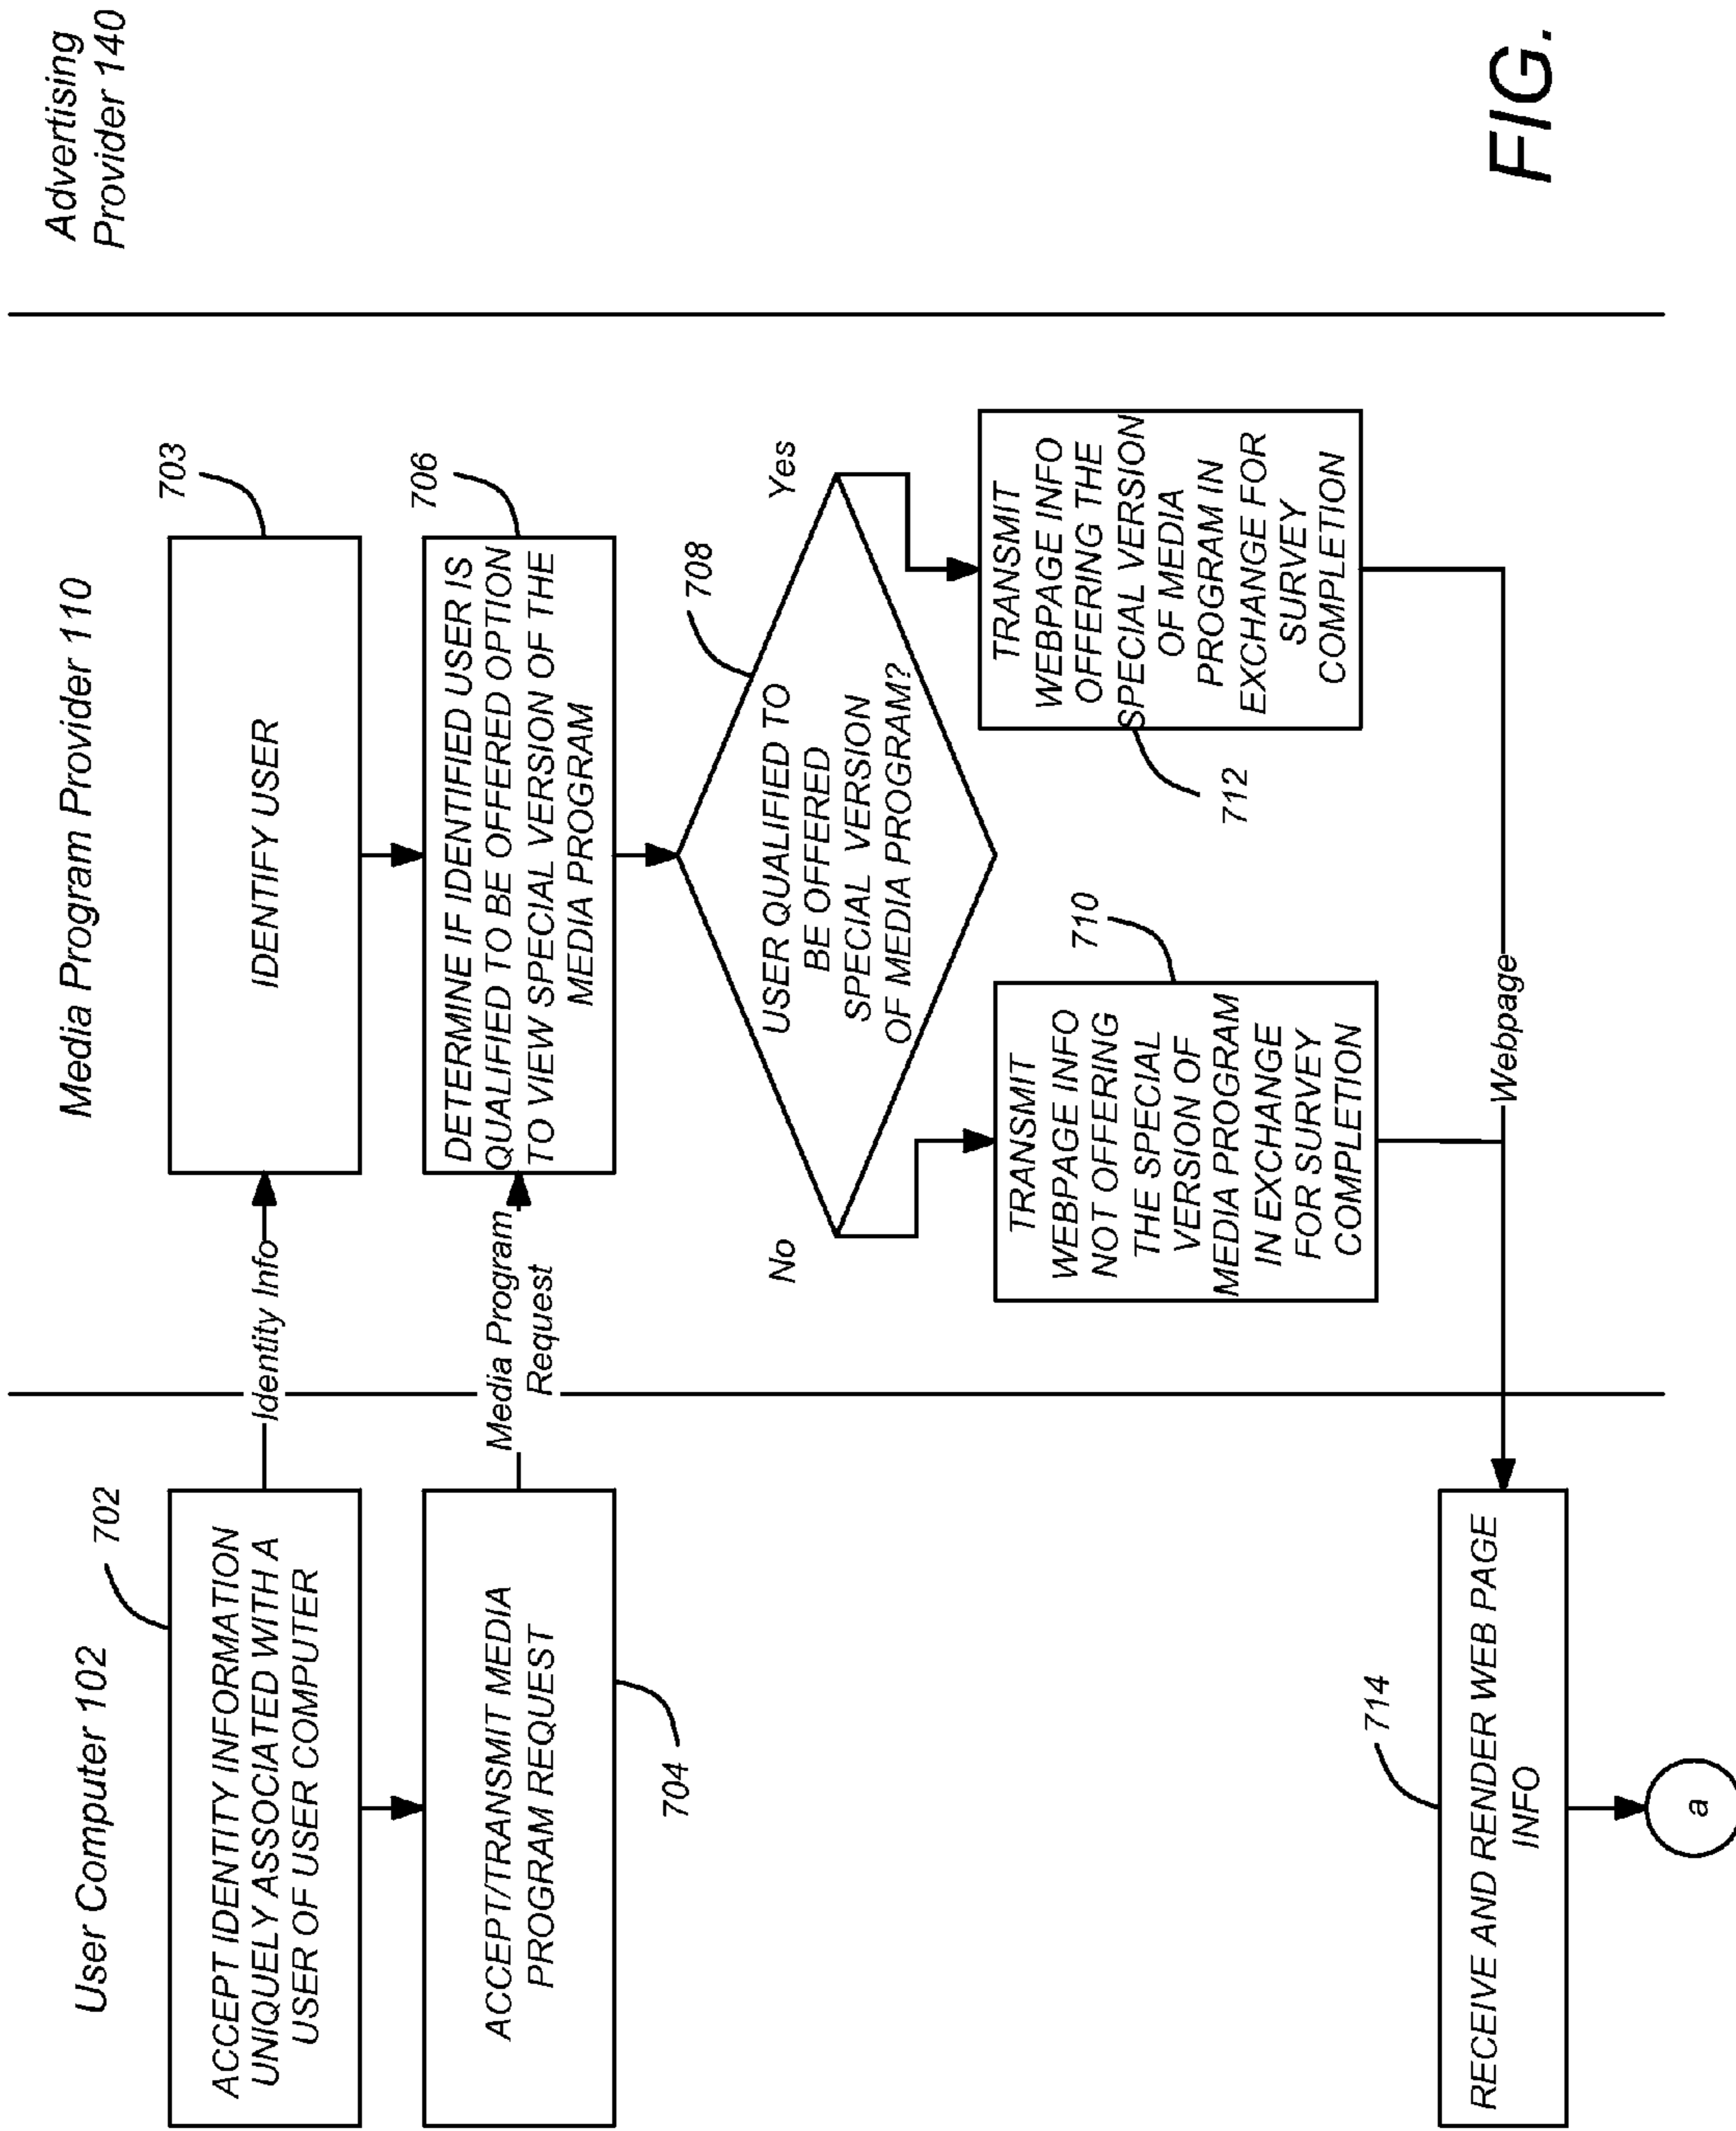 User Computer 102
Media Program Provider 110
Advertising
Provider 140
702
ACCEPT IDENTITY INFORMATION
UNIQUELY ASSOCIATED WITH A
USER OF USER COMPUTER
Identity Info
703
IDENTIFY USER
ACCEPT/TRANSMIT MEDIA
PROGRAM REQUEST
704
Media Program
Request
706
DETERMINE IF IDENTIFIED USER IS
QUALIFIED TO BE OFFERED OPTION
TO VIEW SPECIAL VERSION OF THE
MEDIA PROGRAM
708
USER QUALIFIED TO
BE OFFERED
SPECIAL VERSION
OF MEDIA PROGRAM?
No
Yes
710
TRANSMIT
WEBPAGE INFO
NOT OFFERING
THE SPECIAL
VERSION OF
MEDIA PROGRAM
IN EXCHANGE
FOR SURVEY
COMPLETION
712
TRANSMIT
WEBPAGE INFO
OFFERING THE
SPECIAL VERSION
OF MEDIA
PROGRAM IN
EXCHANGE FOR
SURVEY
COMPLETION
Webpage
714
RECEIVE AND RENDER WEB PAGE
INFO
a
FIG.